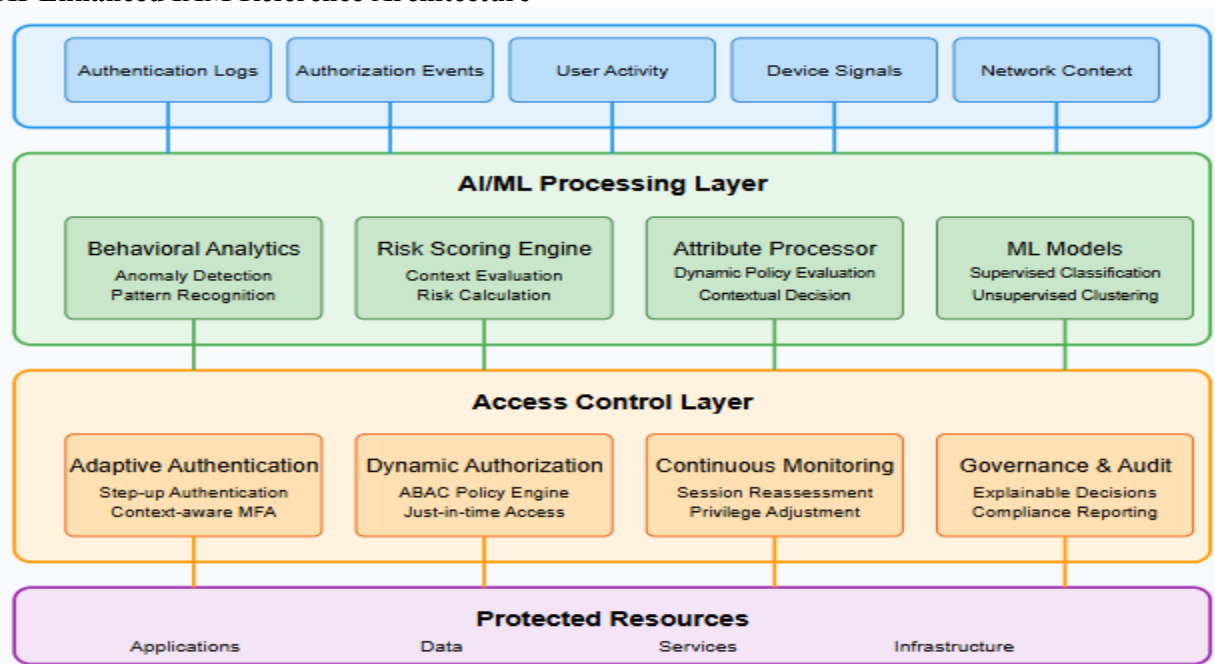 Authentication Logs
Authorization Events
User Activity
Device Signals
Network Context
AI/ML Processing Layer
Behavioral Analytics
Anomaly Detection
Pattern Recognition
Risk Scoring Engine
Context Evaluation
Risk Calculation
Attribute Processor
Dynamic Policy Evaluation
Contextual Decision
ML Models
Supervised Classification
Unsupervised Clustering
Access Control Layer
Adaptive Authentication
Step-up Authentication
Context-aware MFA
Dynamic Authorization
ABAC Policy Engine
Just-in-time Access
Continuous Monitoring
Session Reassessment
Privilege Adjustment
Governance & Audit
Explainable Decisions
Compliance Reporting
Protected Resources
Applications
Data
Services
Infrastructure